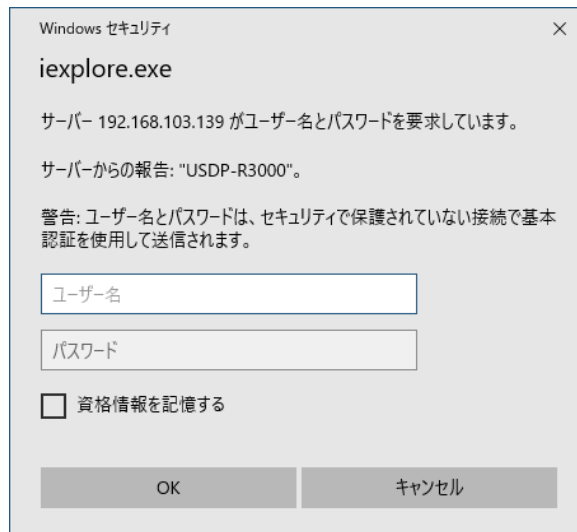 Windows セキュリティ
iexplore.exe
サーバー 192.168.103.139 がユーザー名とパスワードを要求しています。
サーバーからの報告: "USDP-R3000"。
警告: ユーザー名とパスワードは、セキュリティで保護されていない接続で基本
認証を使用して送信されます。
ユーザー名
パスワード
資格情報を記憶する
OK
キャンセル